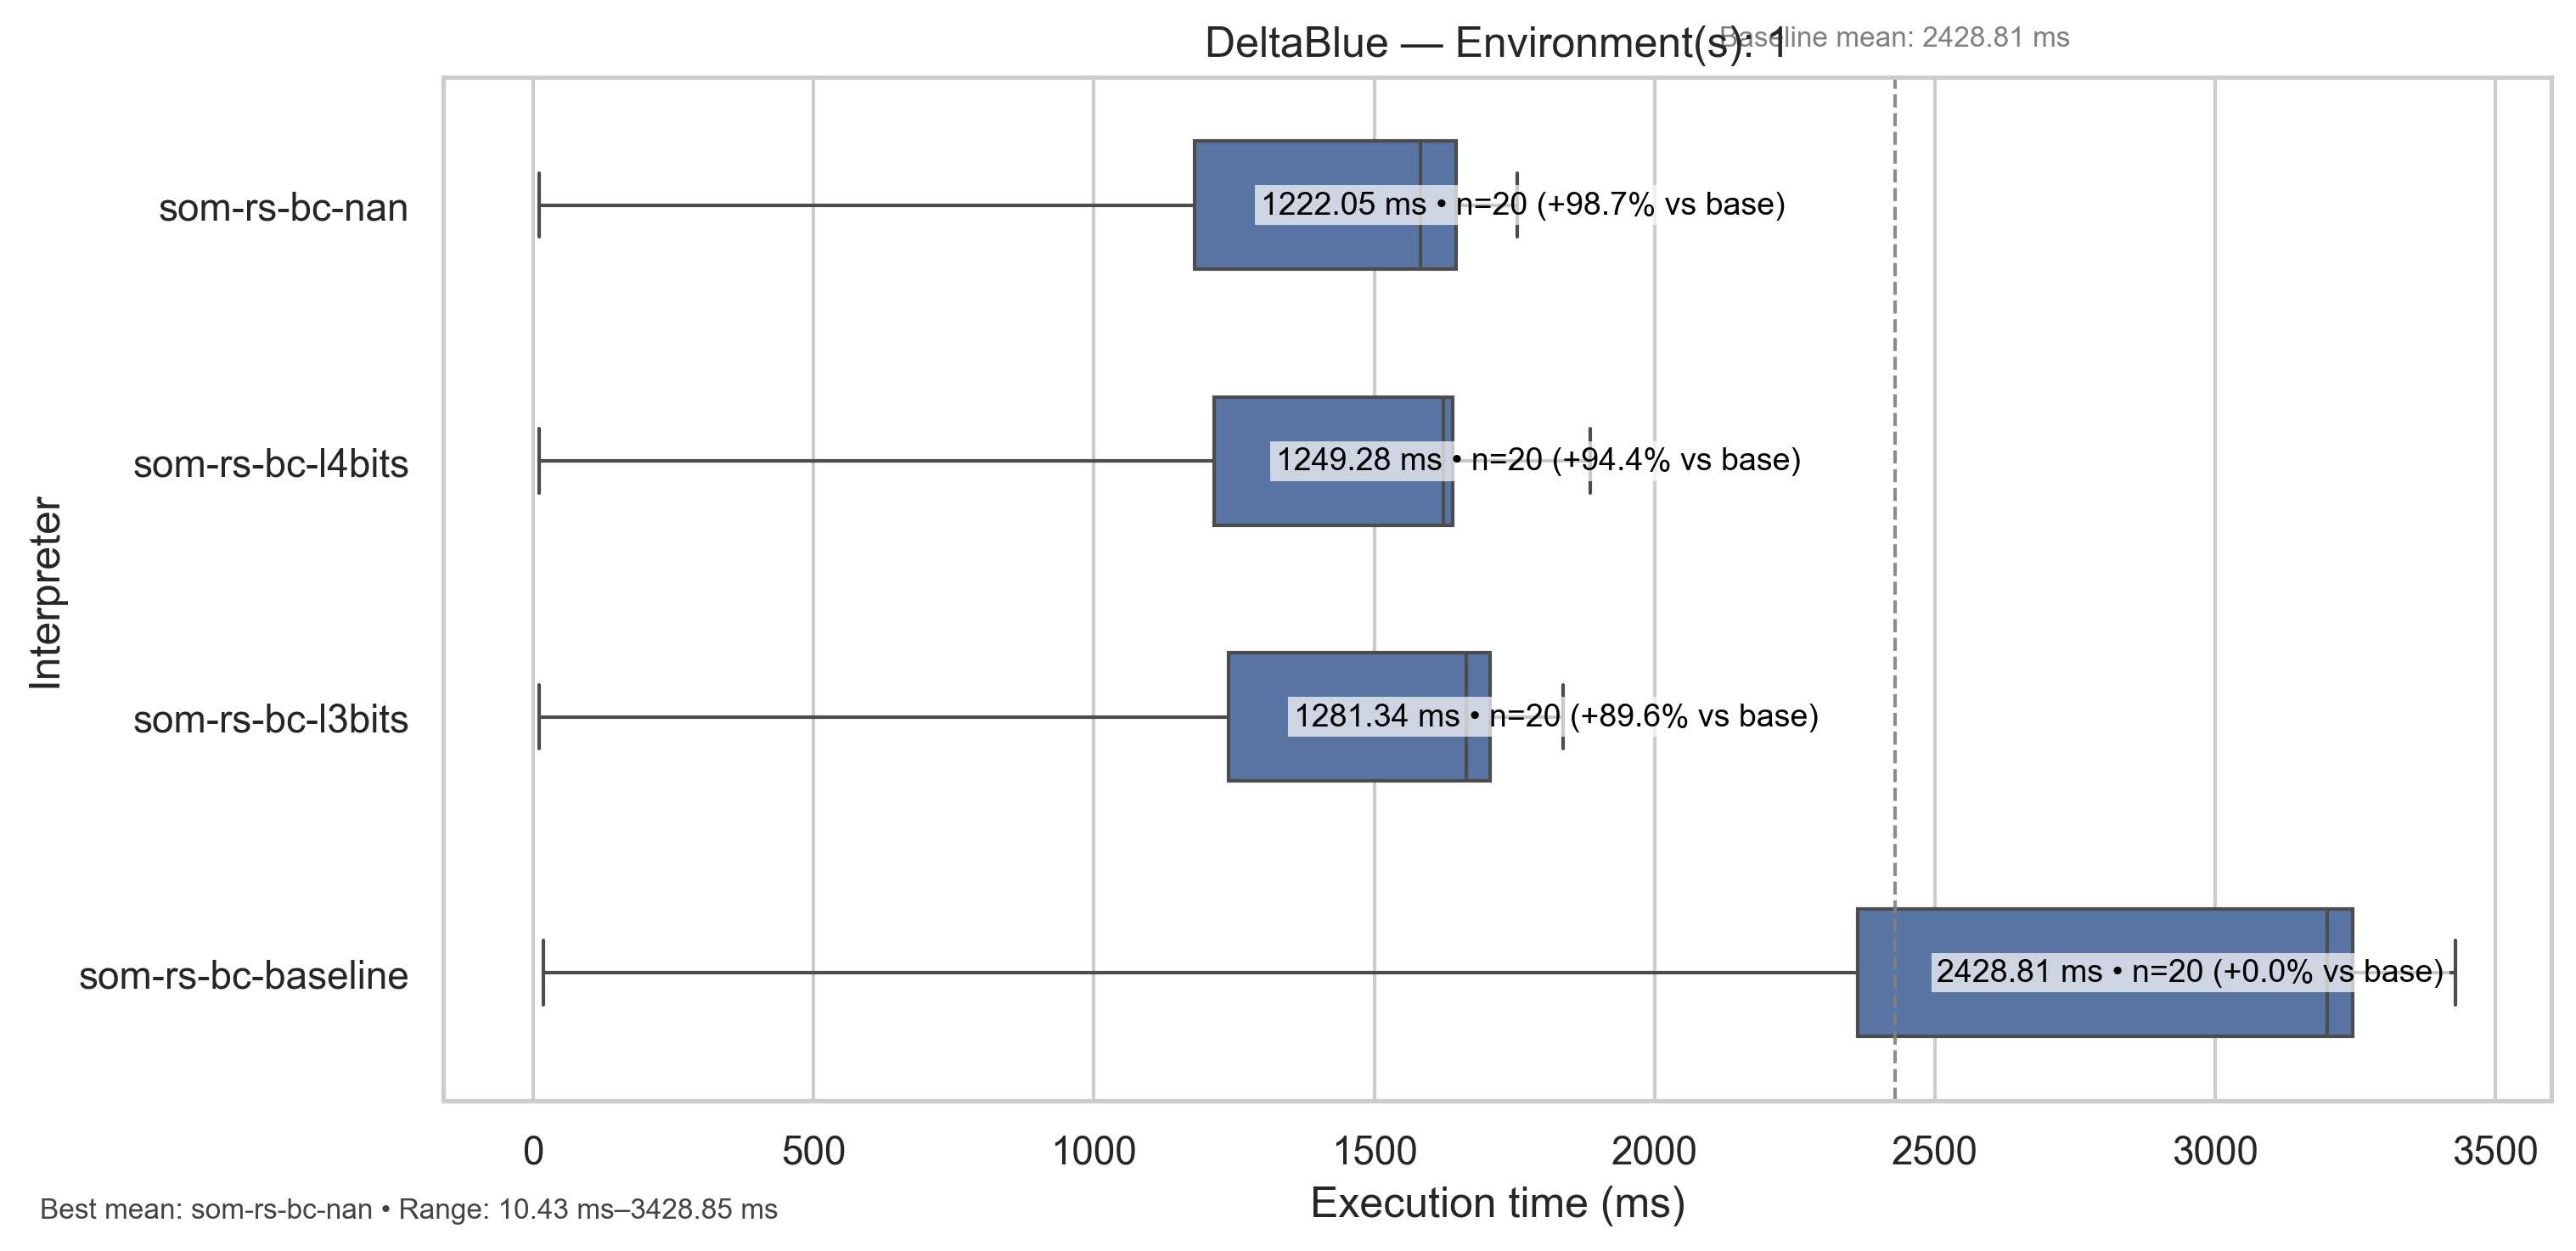 DeltaBlue — Environment(s): 1
Baseline mean: 2428.81 ms
Interpreter
som-rs-bc-nan
1222.05 ms • n=20 (+98.7% vs base)
som-rs-bc-l4bits
1249.28 ms • n=20 (+94.4% vs base)
som-rs-bc-l3bits
1281.34 ms • n=20 (+89.6% vs base)
som-rs-bc-baseline
2428.81 ms • n=20 (+0.0% vs base)
0 500 1000 1500 2000 2500 3000 3500
Execution time (ms)
Best mean: som-rs-bc-nan • Range: 10.43 ms–3428.85 ms